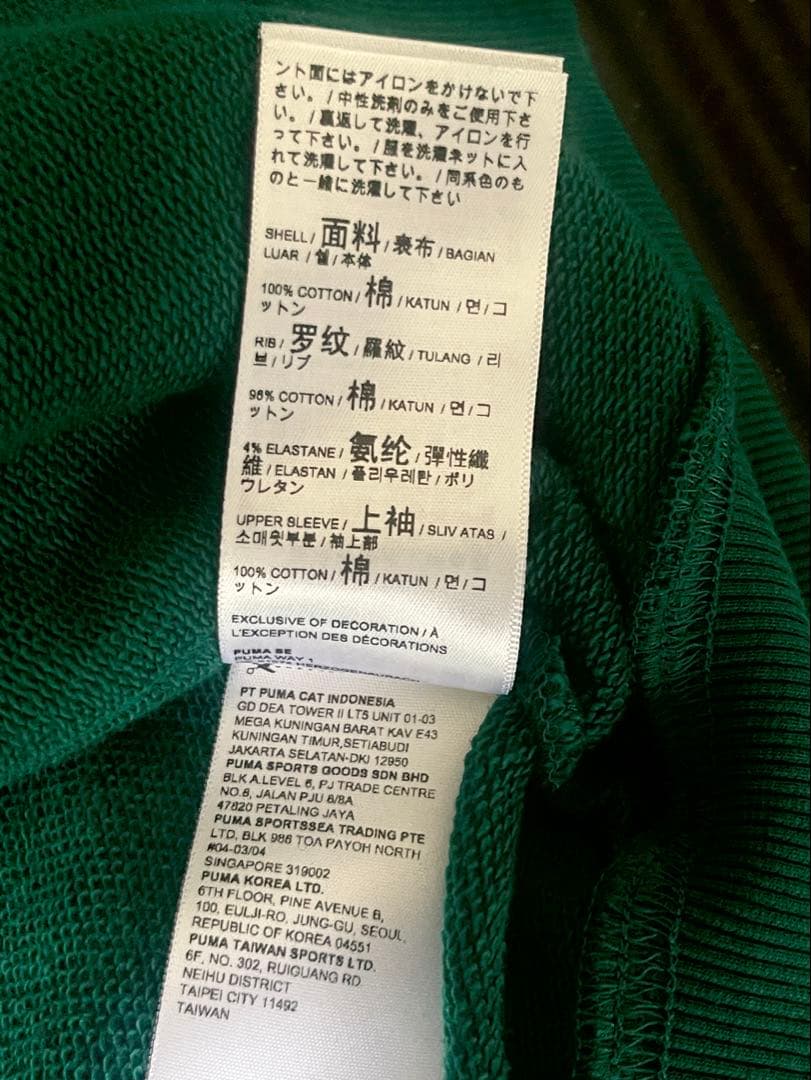 ント面にはアイロンをかけないで下
さい。/中性洗剤のみをご使用下さ
い。/裏返して洗濯、アイロンを行
って下さい。/服を洗濯ネットに入
れて洗濯して下さい。/同系色のも
のと一緒に洗濯して下さい
SHELL/面料/表布/BAGIAN
LUAR /쉘/本体
100% COTTON/棉/KATUN /면/コ
ットン
RIB/罗纹/羅紋/TULANG /리
브/リブ
96% COTTON/棉/KATUN /면/コ
ットン
4% ELASTANE/氨纶/彈性纖
維/ELASTAN /폴리우레탄/ポリ
ウレタン
UPPER SLEEVE/上袖/SLIV ATAS /
소매윗부분/袖上部
100% COTTON/棉/KATUN /면/コ
ットン
EXCLUSIVE OF DECORATION/À
L'EXCEPTION DES DÉCORATIONS
PUMA SE
PUMA WAY 1
PT PUMA CAT INDONESIA
GD DEA TOWER II LT5 UNIT 01-03
MEGA KUNINGAN BARAT KAV E43
KUNINGAN TIMUR,SETIABUDI
JAKARTA SELATAN-DKI 12950
PUMA SPORTS GOODS SDN BHD
BLK A.LEVEL 6, PJ TRADE CENTRE
NO.8, JALAN PJU 8/8A
47820 PETALING JAYA
PUMA SPORTSSEA TRADING PTE
LTD, BLK 986 TOA PAYOH NORTH
#04-03/04
SINGAPORE 319002
PUMA KOREA LTD.
6TH FLOOR, PINE AVENUE B,
100, EULJI-RO, JUNG-GU, SEOUL,
REPUBLIC OF KOREA 04551
PUMA TAIWAN SPORTS LTD.
6F, NO. 302, RUIGUANG RD.
NEIHU DISTRICT
TAIPEI CITY 11492
TAIWAN